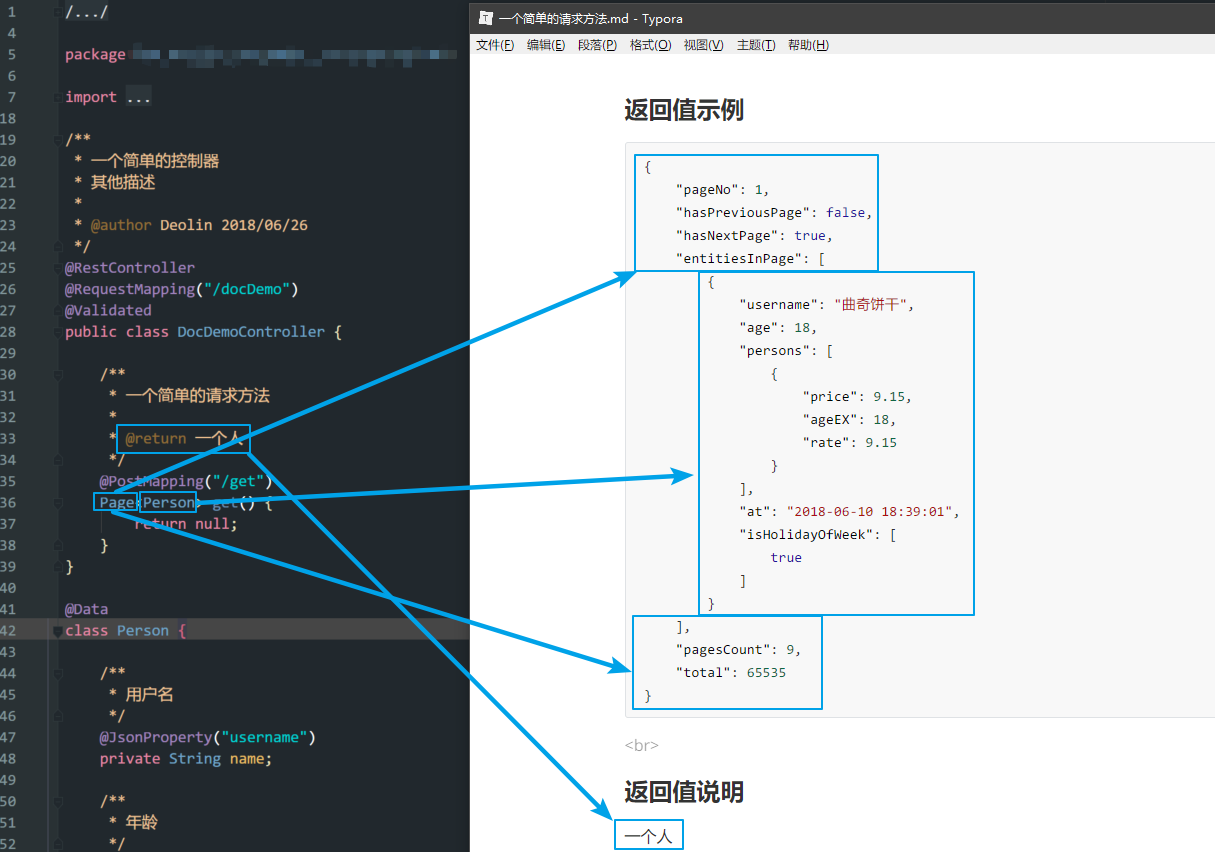 1 /.../
4
5 package
6
7 import ...
18
19 /**
20 * 一个简单的控制器
21 * 其他描述
22 *
23 * @author Deolin 2018/06/26
24 */
25 @RestController
26 @RequestMapping("/docDemo")
27 @Validated
28 public class DocDemoController {
29
30 /**
31 * 一个简单的请求方法
32 *
33 * @return 一个人
34 */
35 @PostMapping("/get")
36 Page<Person> get() {
37 return null;
38 }
39 }
40
41 @Data
42 class Person {
43
44 /**
45 * 用户名
46 */
47 @JsonProperty("username")
48 private String name;
49
50 /**
51 * 年龄
52 */
T 一个简单的请求方法.md - Typora
文件(F) 编辑(E) 段落(P) 格式(O) 视图(V) 主题(T) 帮助(H)
返回值示例
{
"pageNo": 1,
"hasPreviousPage": false,
"hasNextPage": true,
"entitiesInPage": [
{
"username": "曲奇饼干",
"age": 18,
"persons": [
{
"price": 9.15,
"ageEX": 18,
"rate": 9.15
}
],
"at": "2018-06-10 18:39:01",
"isHolidayOfWeek": [
true
]
}
],
"pagesCount": 9,
"total": 65535
}
<br>
返回值说明
一个人